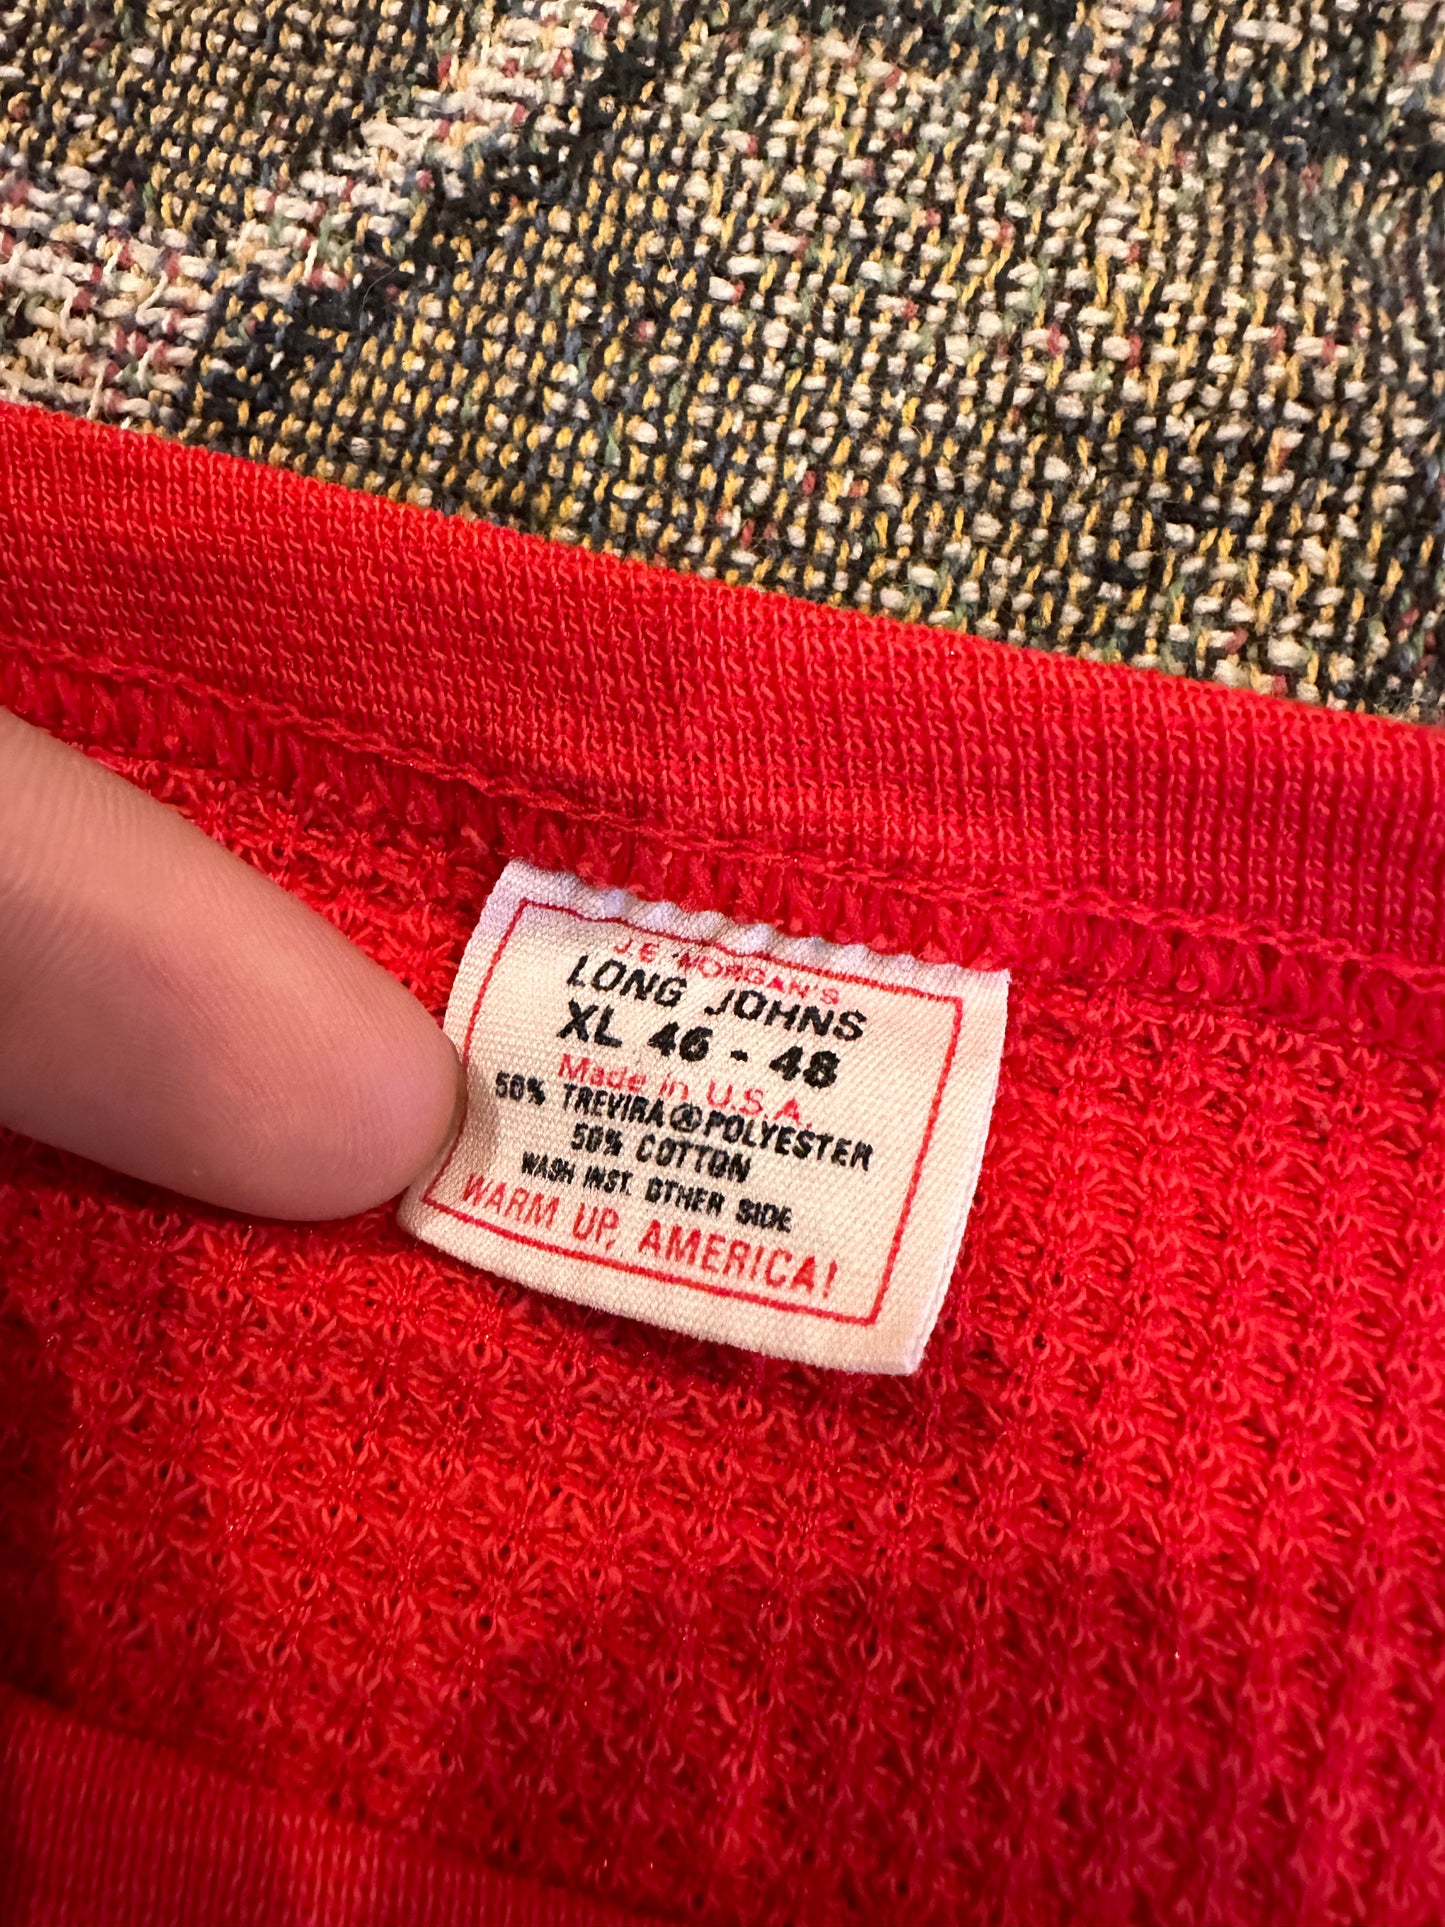 J.E. MORGAN'S
LONG JOHNS
XL 46 - 48
Made in U.S.A.
50% TREVIRA®POLYESTER
50% COTTON
WASH INST. OTHER SIDE
WARM UP, AMERICA!